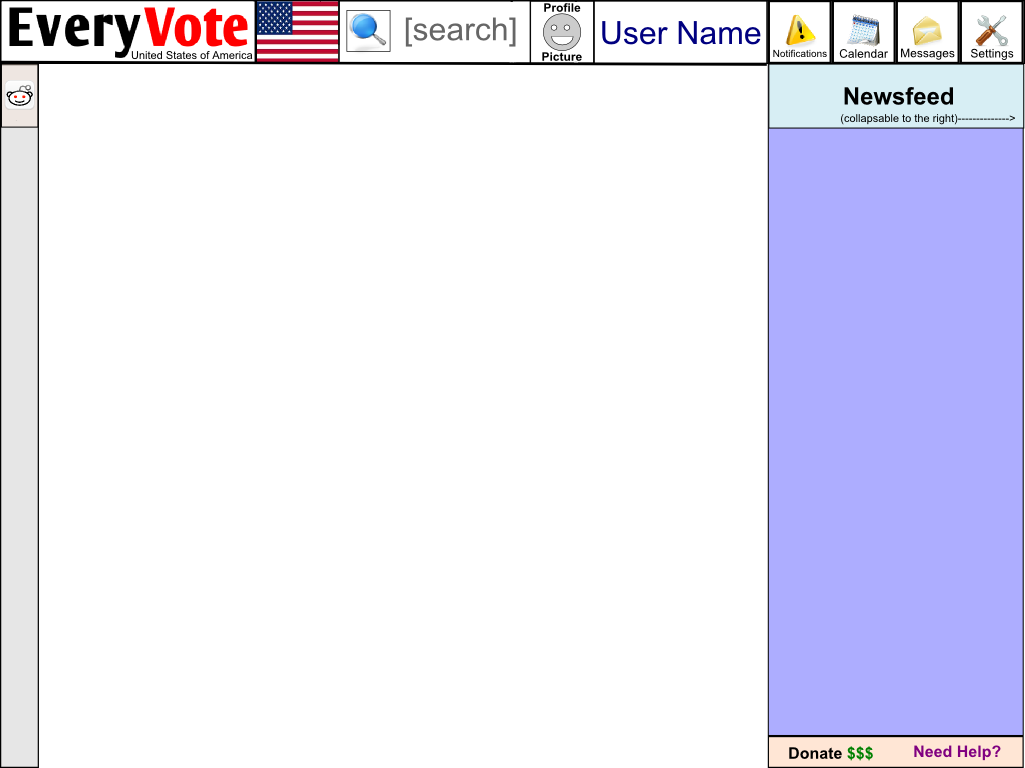 EveryVote
United States of America
[search]
Profile
Picture
User Name
Notifications
Calendar
Messages
Settings
Newsfeed
(collapsable to the right)-------------->
Donate $$$
Need Help?